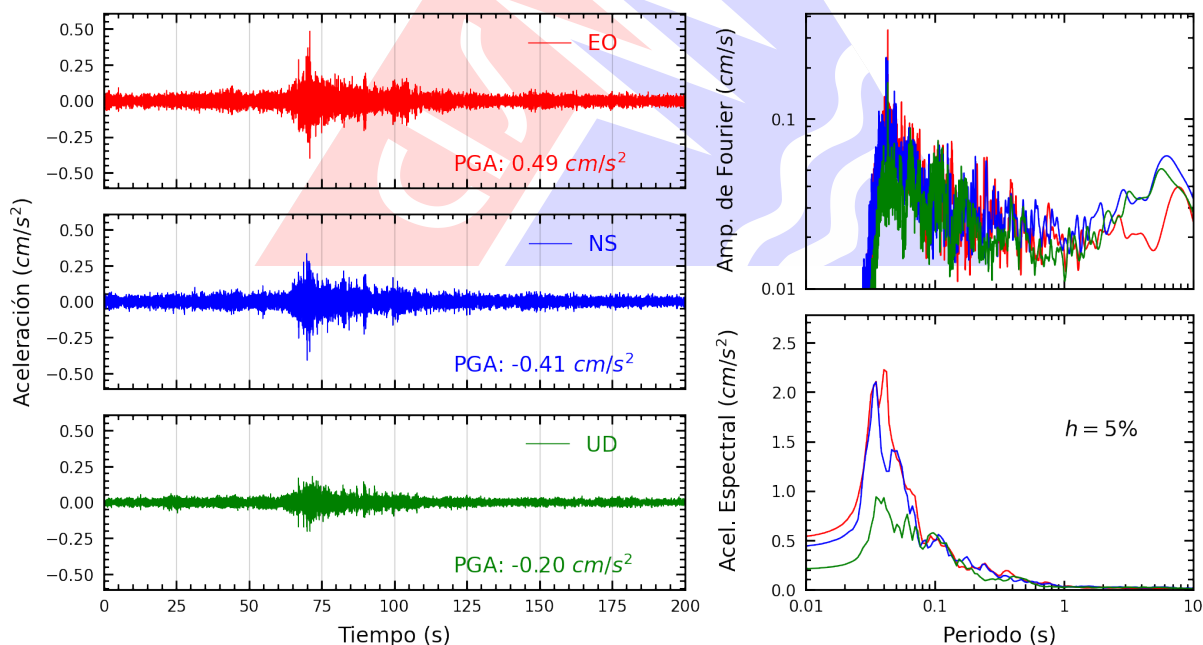 Aceleración (cm/s²)
0.50
0.25
0.00
−0.25
−0.50
EO
PGA: 0.49 cm/s²
0.50
0.25
0.00
−0.25
−0.50
NS
PGA: -0.41 cm/s²
0.50
0.25
0.00
−0.25
−0.50
UD
PGA: -0.20 cm/s²
0 25 50 75 100 125 150 175 200
Tiempo (s)
Amp. de Fourier (cm/s)
0.1
0.01
Acel. Espectral (cm/s²)
2.5
2.0
1.5
1.0
0.5
0.0
h = 5%
0.01 0.1 1 10
Periodo (s)